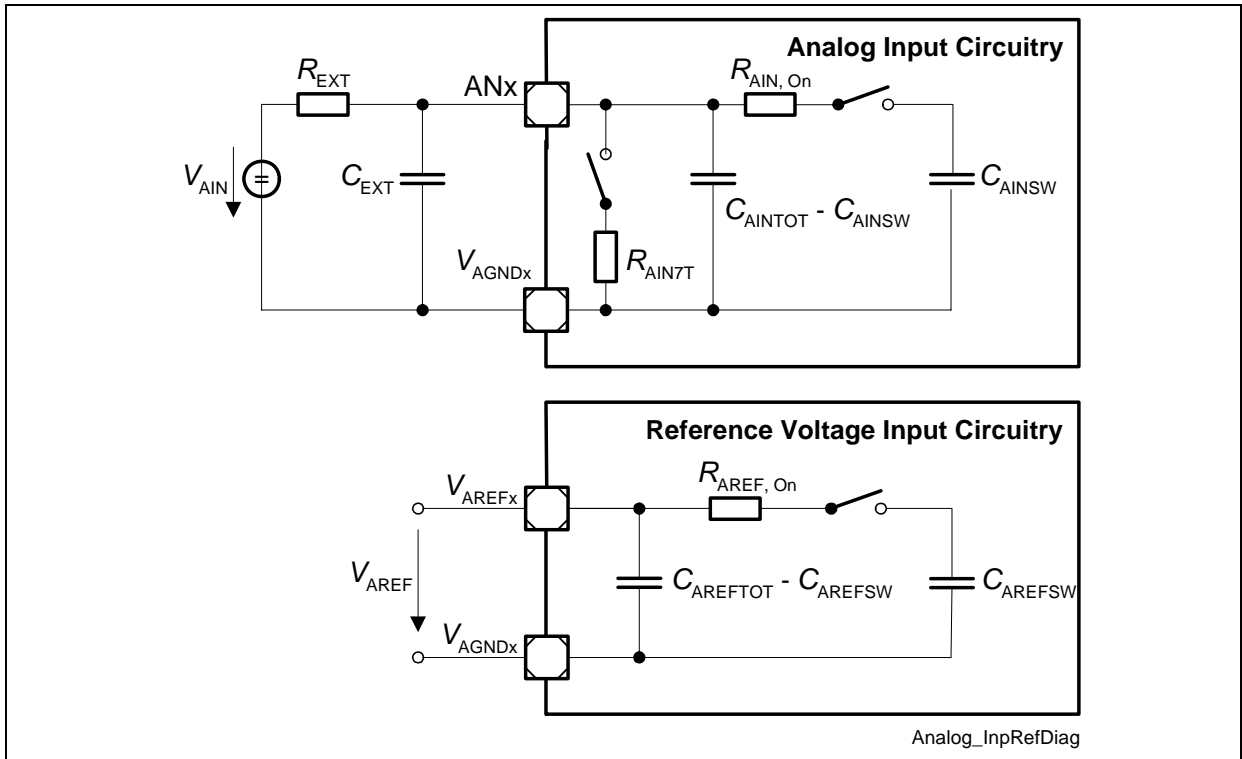 Analog Input Circuitry
R_EXT
ANx
R_AIN, On
V_AIN
C_EXT
C_AINSW
C_AINTOT - C_AINSW
V_AGNDx
R_AIN7T
Reference Voltage Input Circuitry
R_AREF, On
V_AREFx
V_AREF
C_AREFTOT - C_AREFSW
C_AREFSW
V_AGNDx
Analog_InpRefDiag